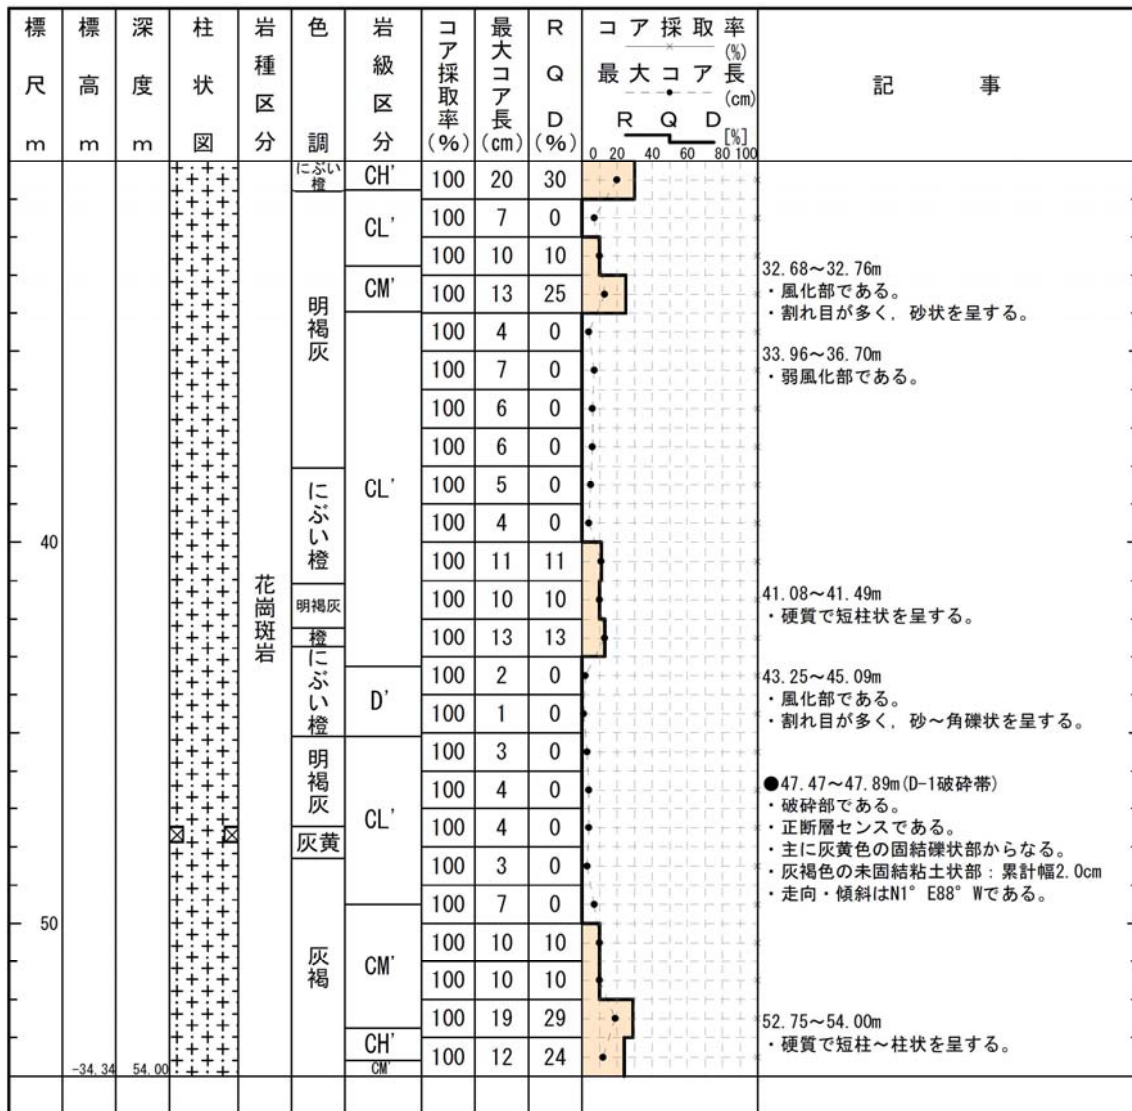 標尺m
標高m
深度m
柱状図
岩種区分
色調
岩級区分
コア採取率(%)
最大コア長(cm)
RQD(%)
コア採取率
(%)
最大コア長
(cm)
RQD
[%]
0 20 40 60 80 100
記事
にぶい橙
CH'
100 20 30
CL'
100 7 0
100 10 10
32.68～32.76m
・風化部である。
・割れ目が多く，砂状を呈する。
明褐灰
CM'
100 13 25
100 4 0
33.96～36.70m
・弱風化部である。
100 7 0
100 6 0
100 6 0
にぶい橙
CL'
100 5 0
100 4 0
40
100 11 11
花崗斑岩
明褐灰
100 10 10
41.08～41.49m
・硬質で短柱状を呈する。
橙
100 13 13
にぶい橙
D'
100 2 0
43.25～45.09m
・風化部である。
・割れ目が多く，砂～角礫状を呈する。
100 1 0
明褐灰
CL'
100 3 0
100 4 0
●47.47～47.89m(D-1破砕帯)
・破砕部である。
・正断層センスである。
・主に灰黄色の固結礫状部からなる。
・灰褐色の未固結粘土状部：累計幅2.0cm
・走向・傾斜はN1°E88°Wである。
灰黄
100 4 0
100 3 0
100 7 0
50
灰褐
CM'
100 10 10
100 10 10
100 19 29
52.75～54.00m
・硬質で短柱～柱状を呈する。
CH'
100 12 24
CM'
-34.34 54.00